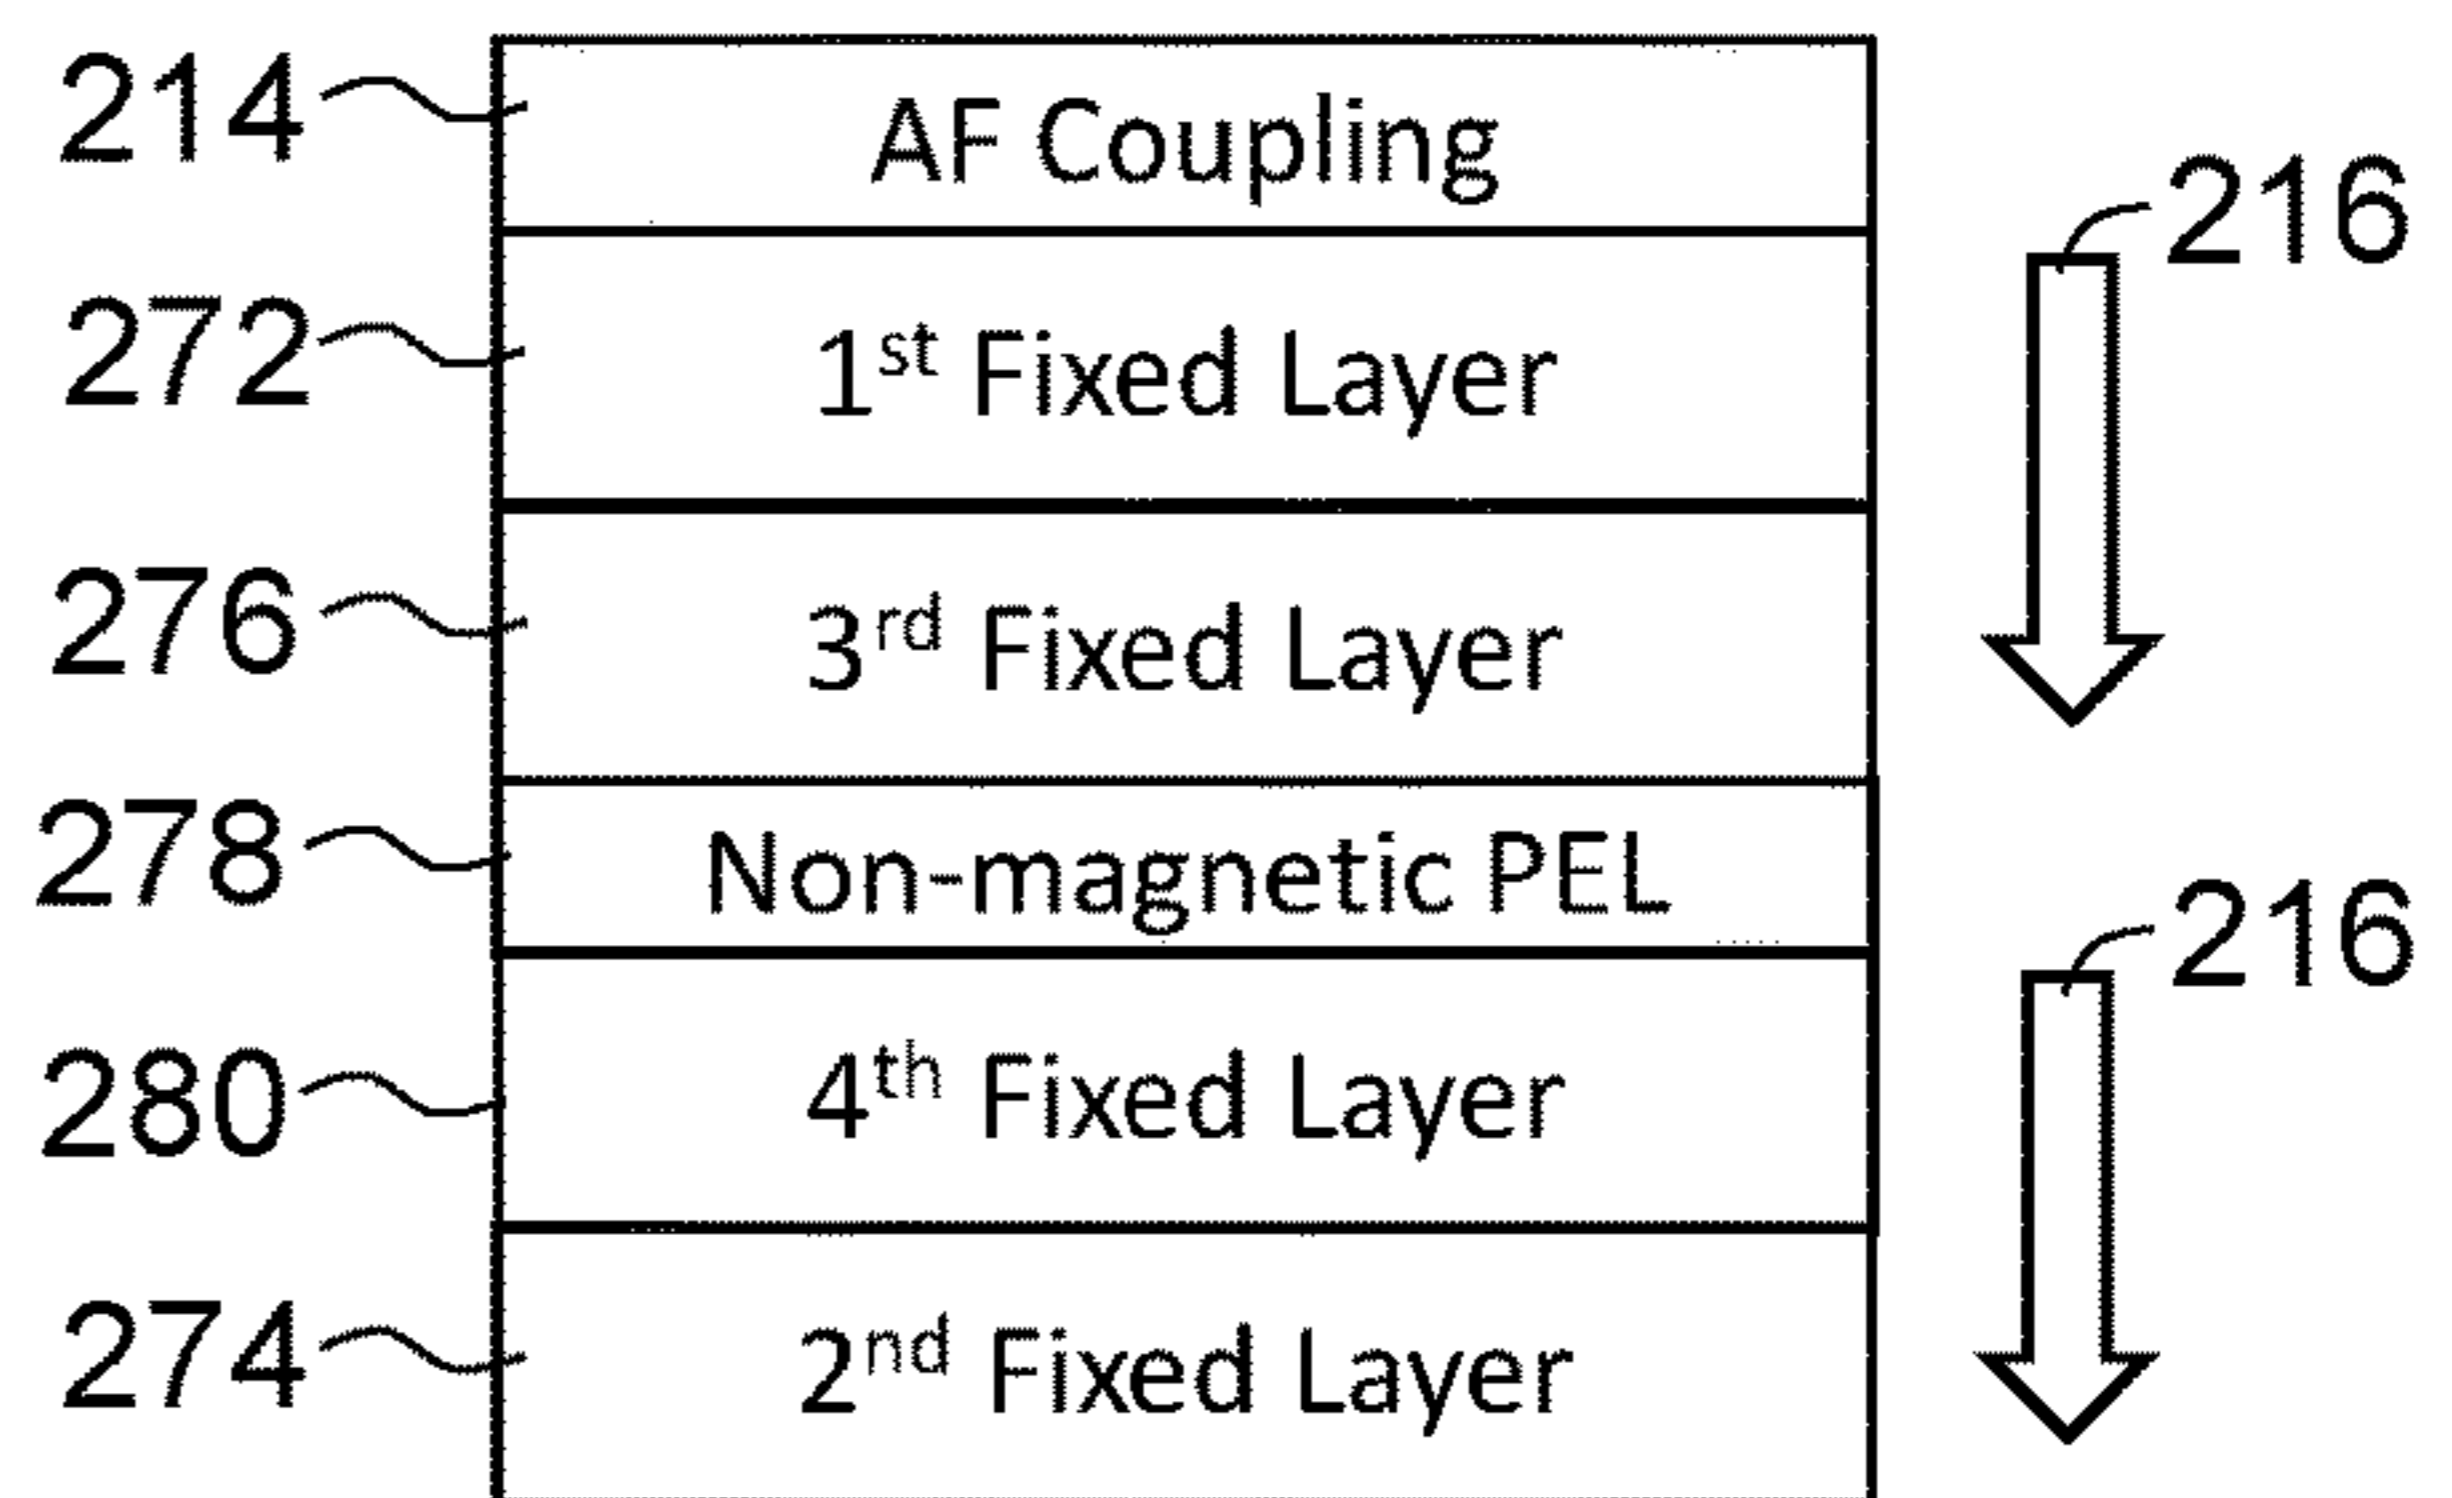 214 AF Coupling
216
272 1st Fixed Layer
276 3rd Fixed Layer
278 Non-magnetic PEL
216
280 4th Fixed Layer
274 2nd Fixed Layer